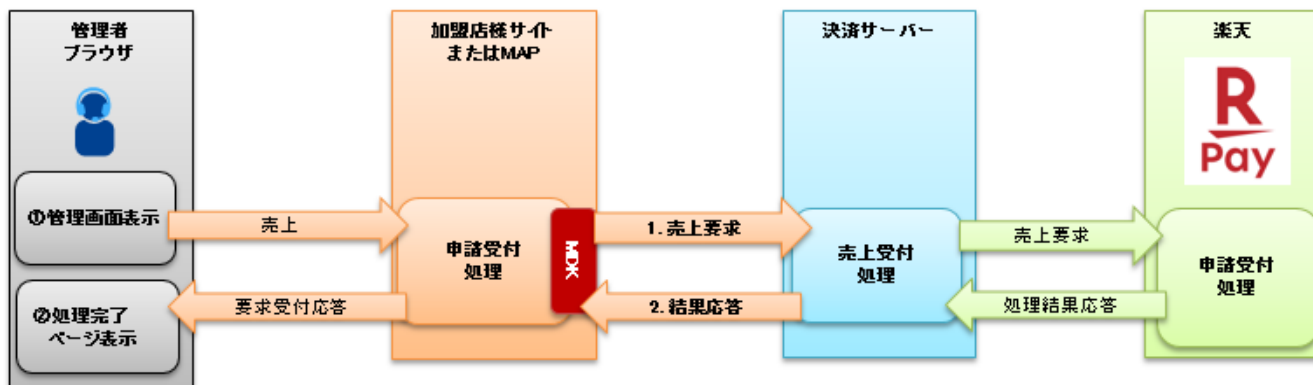 管理者
ブラウザ
加盟店様サイト
またはMAP
決済サーバー
楽天
R
Pay
①管理画面表示
売上
申請受付
処理
MDK
1. 売上要求
売上受付
処理
売上要求
申請受付
処理
②処理完了
ページ表示
要求受付応答
2. 結果応答
処理結果応答